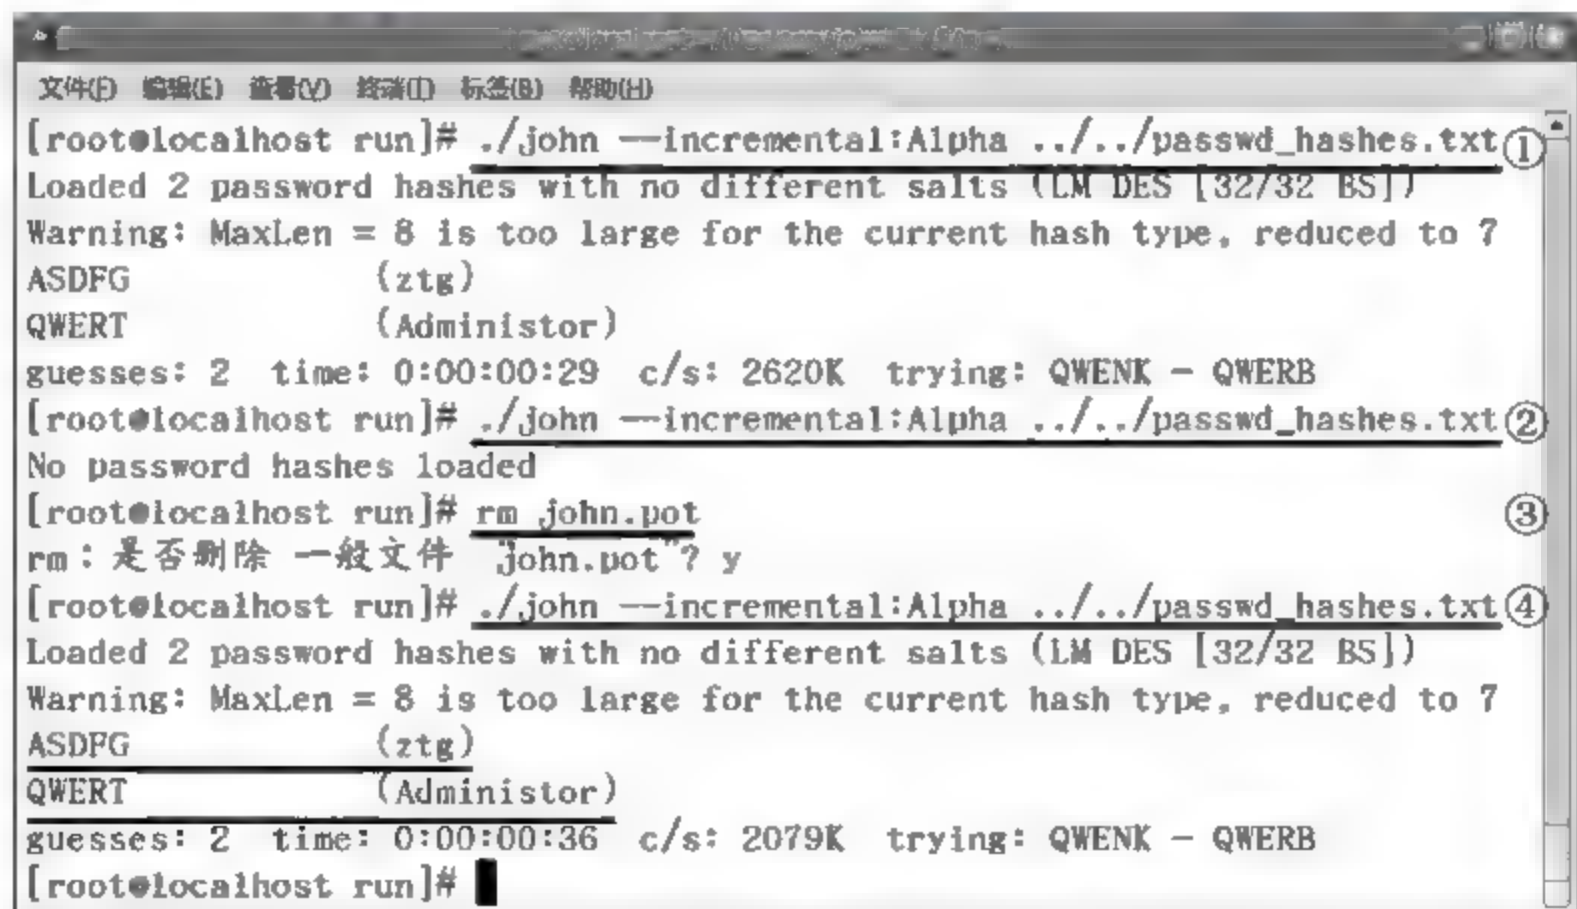 文件(F) 编辑(E) 查看(V) 终端(T) 标签(B) 帮助(H)
[root@localhost run]# ./john --incremental:Alpha ../../passwd_hashes.txt ①
Loaded 2 password hashes with no different salts (LM DES [32/32 BS])
Warning: MaxLen = 8 is too large for the current hash type, reduced to 7
ASDFG (ztg)
QWERT (Administor)
guesses: 2 time: 0:00:00:29 c/s: 2620K trying: QWENK - QWERB
[root@localhost run]# ./john --incremental:Alpha ../../passwd_hashes.txt ②
No password hashes loaded
[root@localhost run]# rm john.pot ③
rm：是否删除 一般文件 "john.pot"? y
[root@localhost run]# ./john --incremental:Alpha ../../passwd_hashes.txt ④
Loaded 2 password hashes with no different salts (LM DES [32/32 BS])
Warning: MaxLen = 8 is too large for the current hash type, reduced to 7
ASDFG (ztg)
QWERT (Administor)
guesses: 2 time: 0:00:00:36 c/s: 2079K trying: QWENK - QWERB
[root@localhost run]#